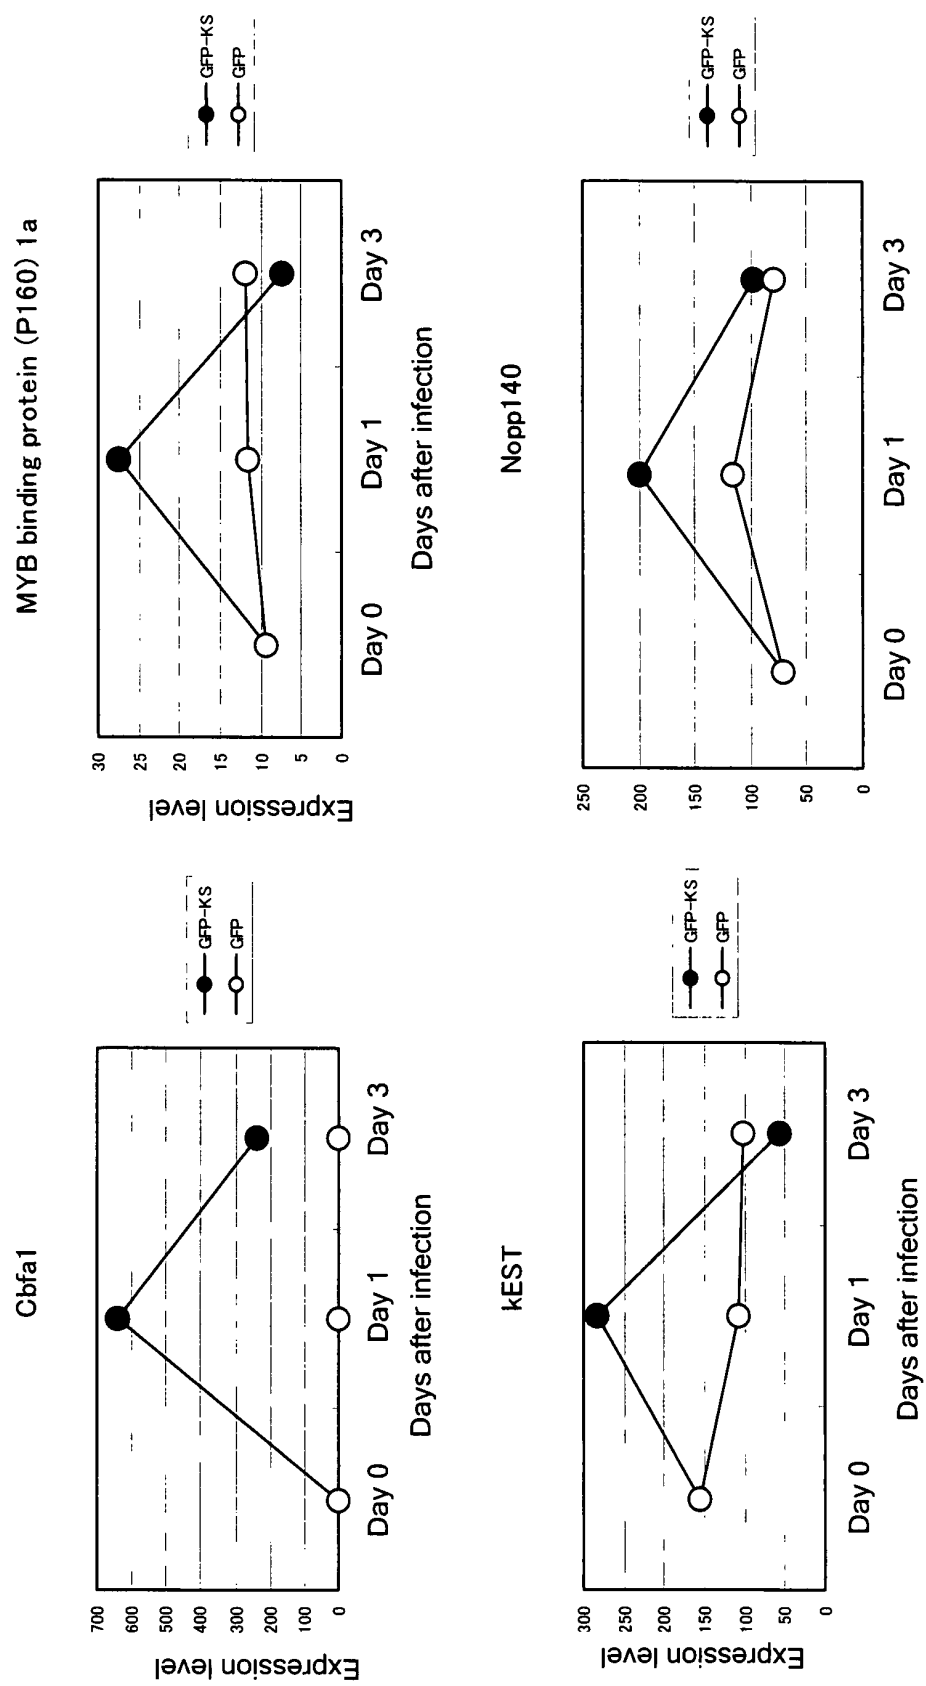 Cbfa1
Expression level
700
600
500
400
300
200
100
0
Day 0
Day 1
Day 3
Days after infection
GFP-KS
GFP
MYB binding protein (P160) 1a
Expression level
30
25
20
15
10
5
0
Day 0
Day 1
Day 3
Days after infection
GFP-KS
GFP
kEST
Expression level
300
250
200
150
100
50
0
Day 0
Day 1
Day 3
Days after infection
GFP-KS
GFP
Nopp140
250
200
150
100
50
0
Day 0
Day 1
Day 3
GFP-KS
GFP